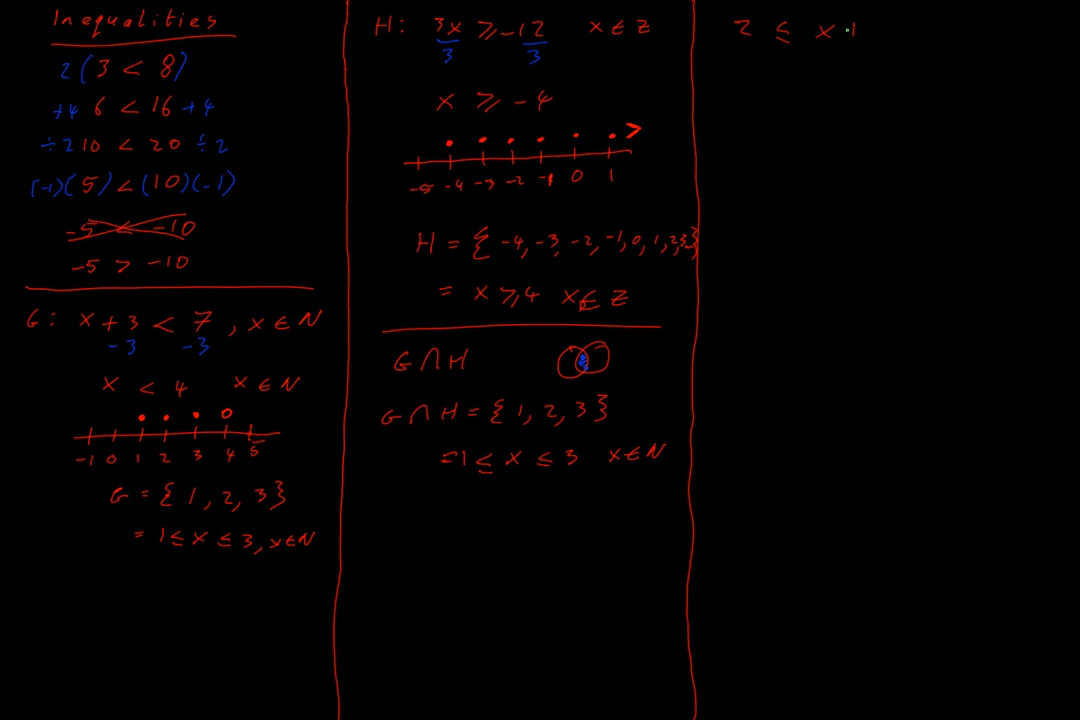 Inequalities
2(3 < 8)
+4 6 < 16 +4
÷2 10 < 20 ÷2
(-1)(5) < (10)(-1)
-5 < -10
-5 > -10
G: x + 3 < 7, x ∈ N
-3 -3
x < 4 x ∈ N
-1 0 1 2 3 4 5
G = { 1, 2, 3 }
= 1 ≤ x ≤ 3, x ∈ N
H: 3x ≥ -12 x ∈ Z
3 3
x ≥ -4
-5 -4 -3 -2 -1 0 1
H = { -4, -3, -2, -1, 0, 1, 2, 3.. }
= x ≥ 4 x ∈ Z
G ∩ H
G ∩ H = { 1, 2, 3 }
= 1 ≤ x ≤ 3 x ∈ N
2 ≤ x